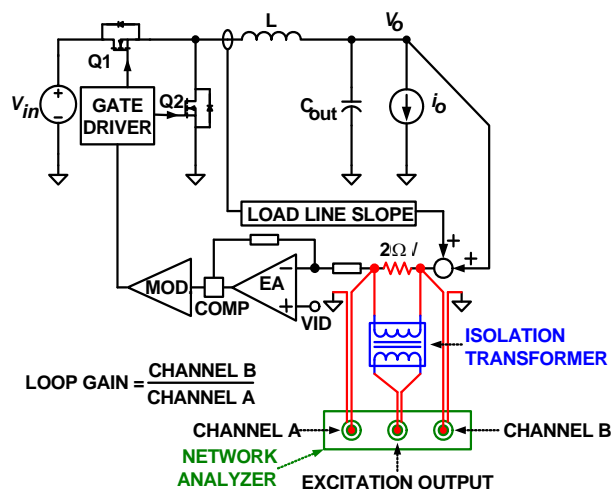 L
Vo
Q1
Vin
+
−
GATE
DRIVER
Q2
Cout
io
LOAD LINE SLOPE
+
+
2Ω /
MOD
COMP
EA
−
+
VID
ISOLATION
TRANSFORMER
LOOP GAIN = CHANNEL B
CHANNEL A
CHANNEL A
CHANNEL B
NETWORK
ANALYZER
EXCITATION OUTPUT